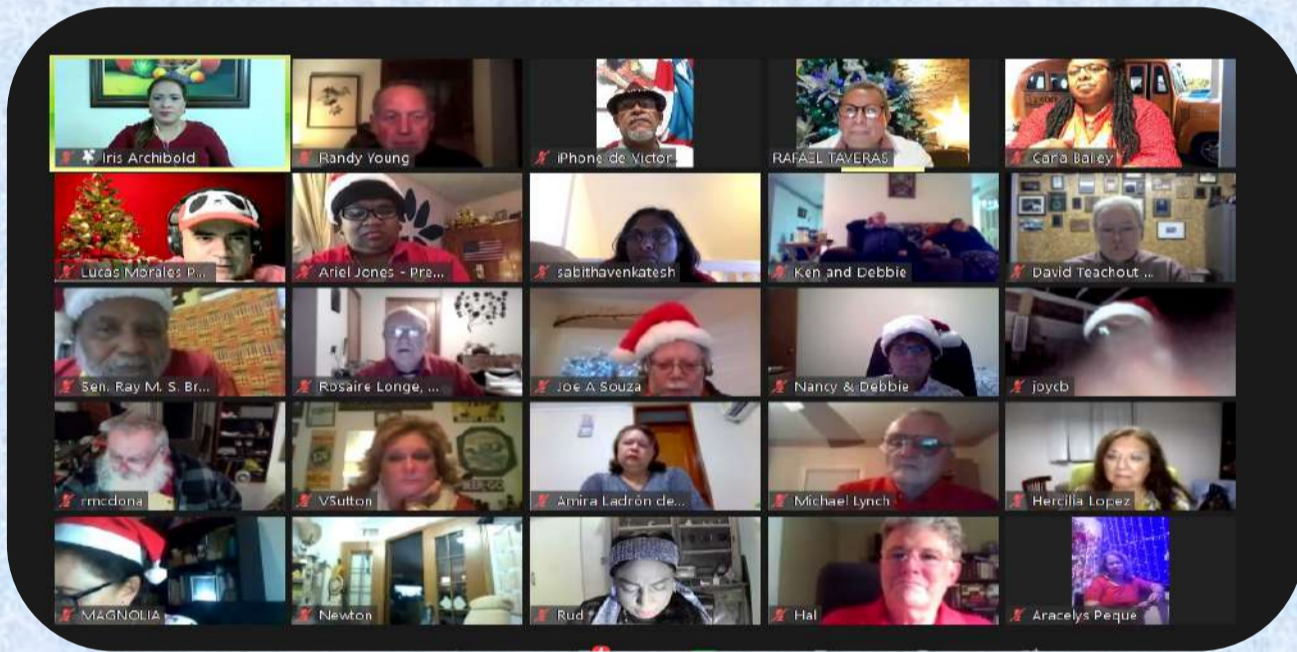 Iris Archibold
Randy Young
iPhone de Victor
RAFAEL TAVERAS
Carla Bailey
Lucas Morales P...
Ariel Jones - Pre...
sabithavenkatesh
Ken and Debbie
David Teachout ...
Sen. Ray M. S. Br...
Rosaire Longe, ...
Joe A Souza
Nancy & Debbie
joycb
rmcdona
VSutton
Amira Ladrón de...
Michael Lynch
Hercilia Lopez
MAGNOLIA
Newton
Rud
Hal
Aracelys Peque